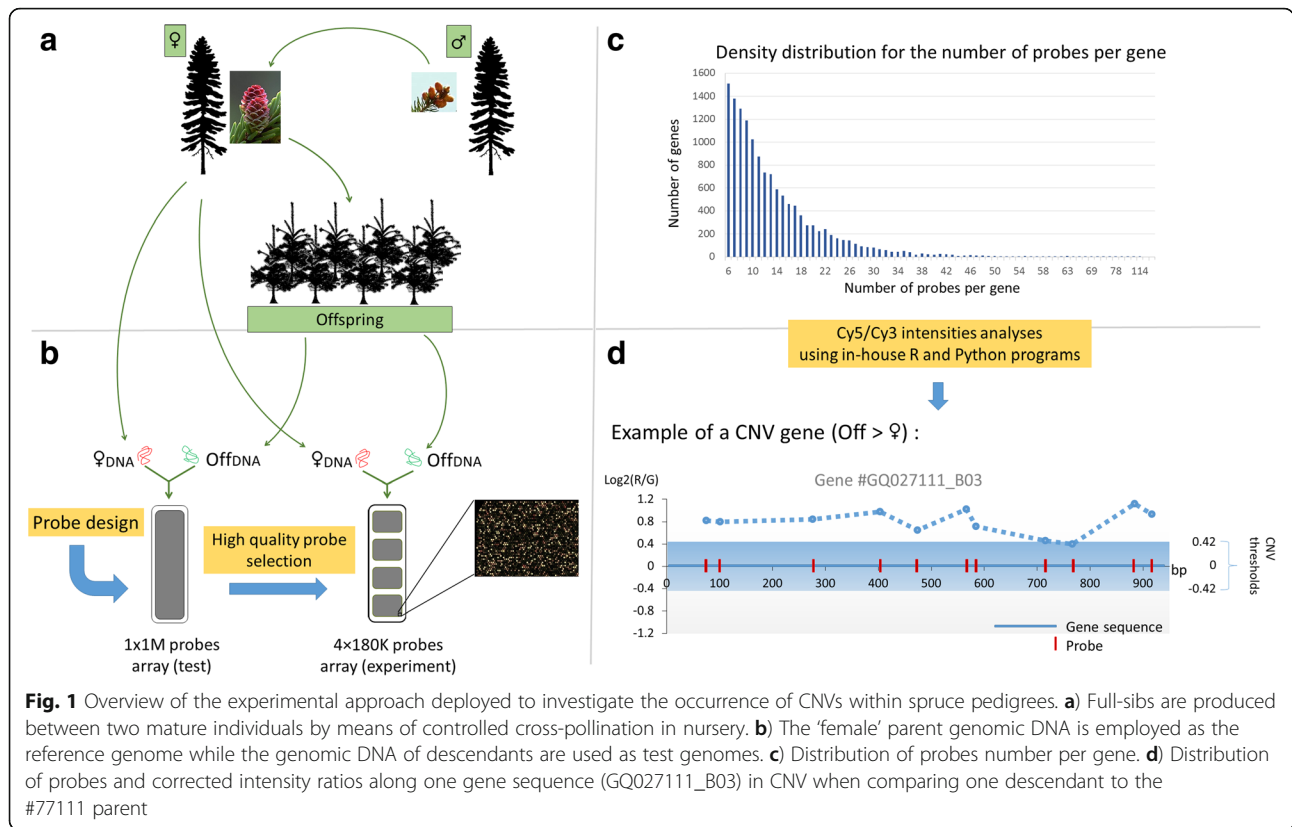 a
♀
♂
Offspring
b
♀DNA
OffDNA
♀DNA
OffDNA
Probe design
High quality probe
selection
1x1M probes
array (test)
4×180K probes
array (experiment)
c
Density distribution for the number of probes per gene
Number of genes
1600
1400
1200
1000
800
600
400
200
0
6 10 14 18 22 26 30 34 38 42 46 50 54 58 63 69 78 114
Number of probes per gene
Cy5/Cy3 intensities analyses
using in-house R and Python programs
d
Example of a CNV gene (Off > ♀) :
Log2(R/G)
Gene #GQ027111_B03
1.2
0.8
0.4
0
-0.4
-0.8
-1.2
0 100 200 300 400 500 600 700 800 900 bp
0.42
0
-0.42
CNV
thresholds
Gene sequence
Probe
Fig. 1 Overview of the experimental approach deployed to investigate the occurrence of CNVs within spruce pedigrees. a) Full-sibs are produced
between two mature individuals by means of controlled cross-pollination in nursery. b) The ‘female’ parent genomic DNA is employed as the
reference genome while the genomic DNA of descendants are used as test genomes. c) Distribution of probes number per gene. d) Distribution
of probes and corrected intensity ratios along one gene sequence (GQ027111_B03) in CNV when comparing one descendant to the
#77111 parent